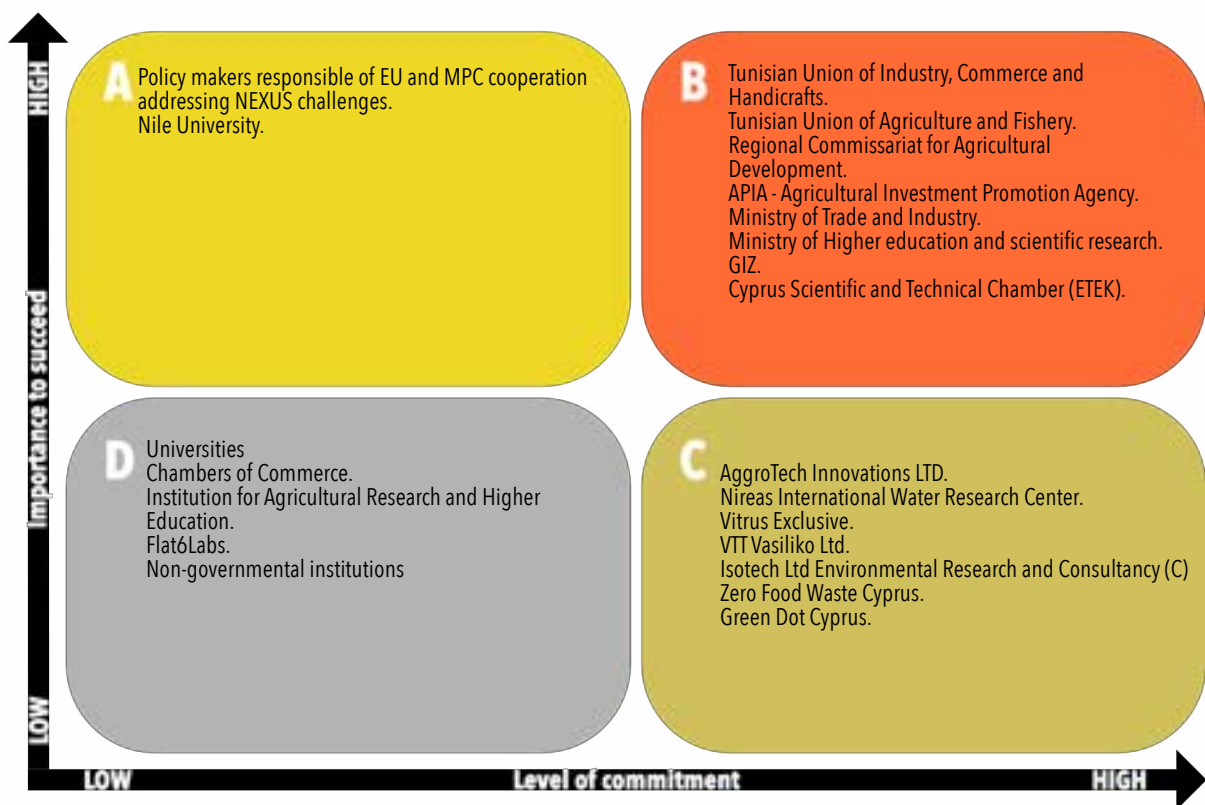 HIGH
Importance to succeed
LOW
A
Policy makers responsible of EU and MPC cooperation
addressing NEXUS challenges.
Nile University.
B
Tunisian Union of Industry, Commerce and
Handicrafts.
Tunisian Union of Agriculture and Fishery.
Regional Commissariat for Agricultural
Development.
APIA - Agricultural Investment Promotion Agency.
Ministry of Trade and Industry.
Ministry of Higher education and scientific research.
GIZ.
Cyprus Scientific and Technical Chamber (ETEK).
D
Universities
Chambers of Commerce.
Institution for Agricultural Research and Higher
Education.
Flat6Labs.
Non-governmental institutions
C
AggroTech Innovations LTD.
Nireas International Water Research Center.
Vitrus Exclusive.
VTT Vasiliko Ltd.
Isotech Ltd Environmental Research and Consultancy (C)
Zero Food Waste Cyprus.
Green Dot Cyprus.
LOW
Level of commitment
HIGH